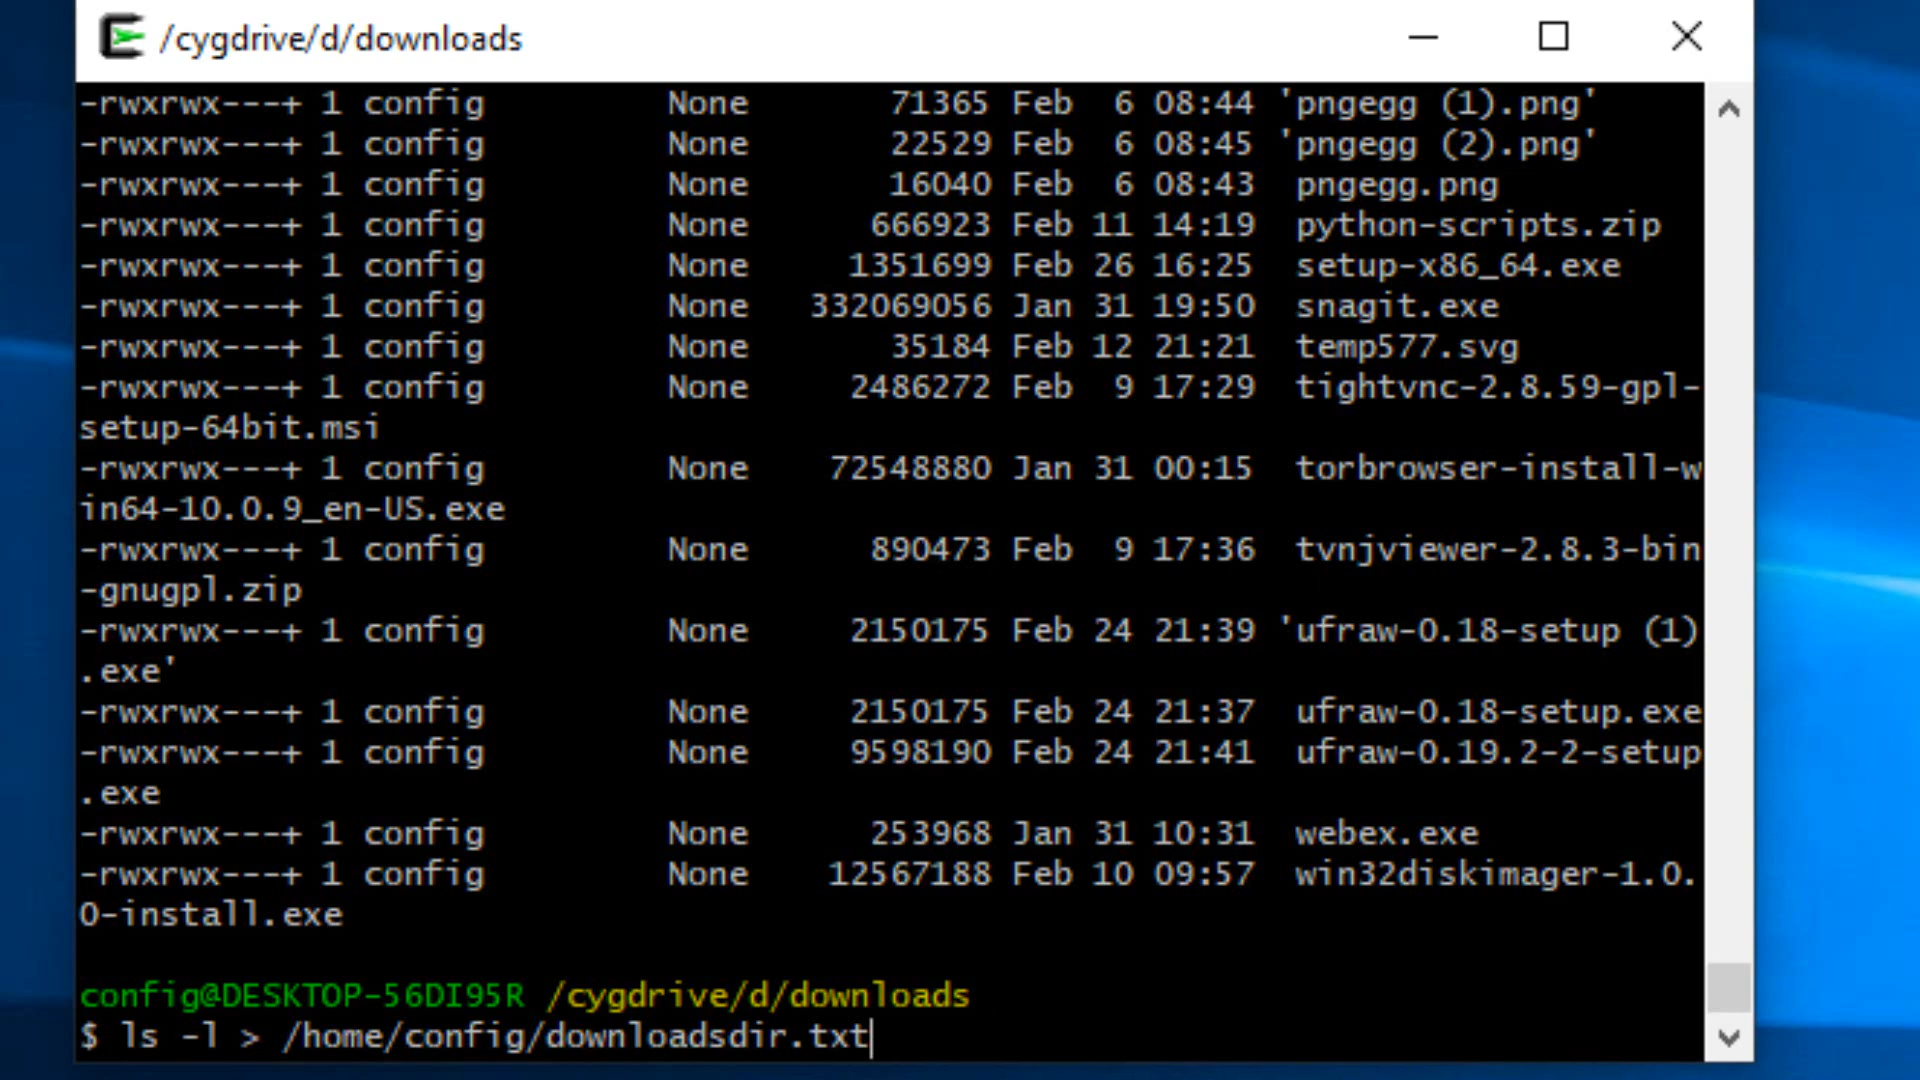 /cygdrive/d/downloads
-rwxrwx---+ 1 config         None       71365 Feb  6 08:44 'pngegg (1).png'
-rwxrwx---+ 1 config         None       22529 Feb  6 08:45 'pngegg (2).png'
-rwxrwx---+ 1 config         None       16040 Feb  6 08:43  pngegg.png
-rwxrwx---+ 1 config         None      666923 Feb 11 14:19  python-scripts.zip
-rwxrwx---+ 1 config         None     1351699 Feb 26 16:25  setup-x86_64.exe
-rwxrwx---+ 1 config         None   332069056 Jan 31 19:50  snagit.exe
-rwxrwx---+ 1 config         None       35184 Feb 12 21:21  temp577.svg
-rwxrwx---+ 1 config         None     2486272 Feb  9 17:29  tightvnc-2.8.59-gpl-
setup-64bit.msi
-rwxrwx---+ 1 config         None    72548880 Jan 31 00:15  torbrowser-install-w
in64-10.0.9_en-US.exe
-rwxrwx---+ 1 config         None      890473 Feb  9 17:36  tvnjviewer-2.8.3-bin
-gnugpl.zip
-rwxrwx---+ 1 config         None     2150175 Feb 24 21:39 'ufraw-0.18-setup (1)
.exe'
-rwxrwx---+ 1 config         None     2150175 Feb 24 21:37  ufraw-0.18-setup.exe
-rwxrwx---+ 1 config         None     9598190 Feb 24 21:41  ufraw-0.19.2-2-setup
.exe
-rwxrwx---+ 1 config         None      253968 Jan 31 10:31  webex.exe
-rwxrwx---+ 1 config         None    12567188 Feb 10 09:57  win32diskimager-1.0.
0-install.exe
config@DESKTOP-56DI95R /cygdrive/d/downloads
$ ls -l > /home/config/downloadsdir.txt